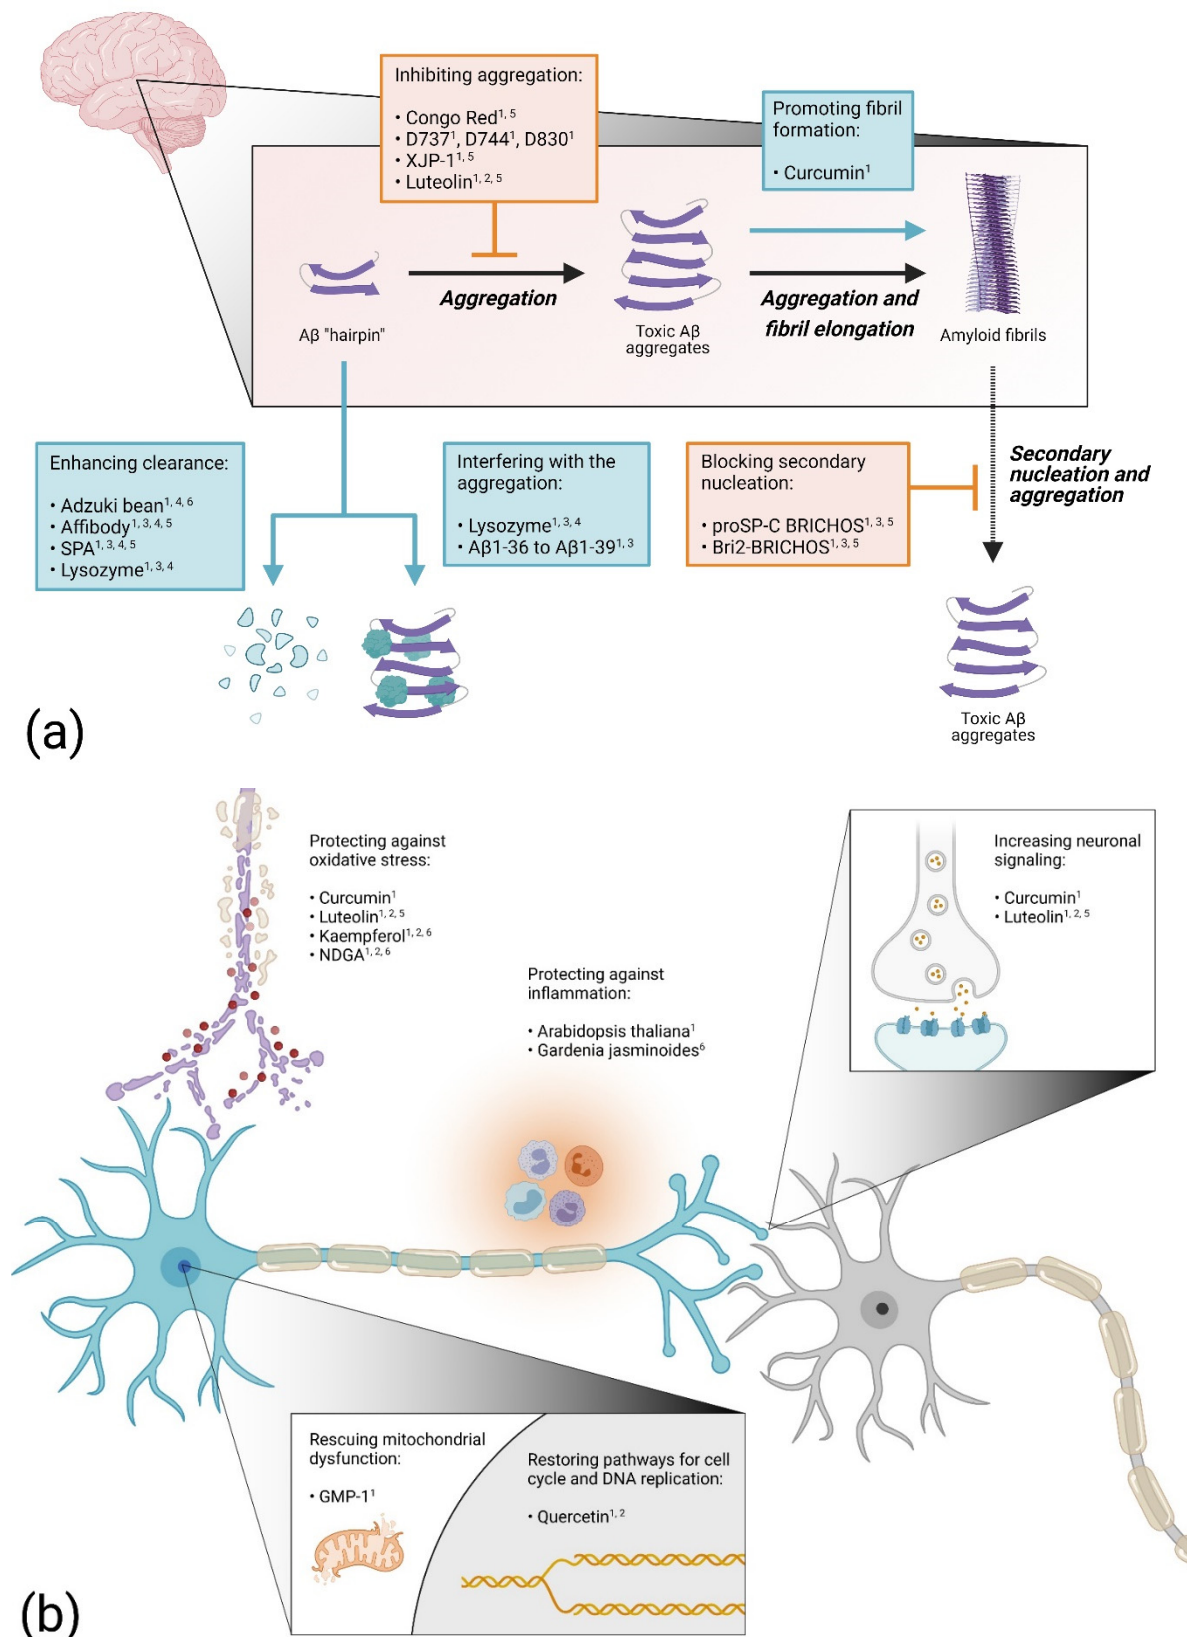 Inhibiting aggregation:
• Congo Red1, 5
• D7371, D7441, D8301
• XJP-11, 5
• Luteolin1, 2, 5
Promoting fibril
formation:
• Curcumin1
Aggregation
Aggregation and
fibril elongation
Aβ "hairpin"
Toxic Aβ
aggregates
Amyloid fibrils
Enhancing clearance:
• Adzuki bean1, 4, 6
• Affibody1, 3, 4, 5
• SPA1, 3, 4, 5
• Lysozyme1, 3, 4
Interfering with the
aggregation:
• Lysozyme1, 3, 4
• Aβ1-36 to Aβ1-391, 3
Blocking secondary
nucleation:
• proSP-C BRICHOS1, 3, 5
• Bri2-BRICHOS1, 3, 5
Secondary
nucleation and
aggregation
Toxic Aβ
aggregates
(a)
Protecting against
oxidative stress:
• Curcumin1
• Luteolin1, 2, 5
• Kaempferol1, 2, 6
• NDGA1, 2, 6
Protecting against
inflammation:
• Arabidopsis thaliana1
• Gardenia jasminoides6
Increasing neuronal
signaling:
• Curcumin1
• Luteolin1, 2, 5
Rescuing mitochondrial
dysfunction:
• GMP-11
Restoring pathways for cell
cycle and DNA replication:
• Quercetin1, 2
(b)